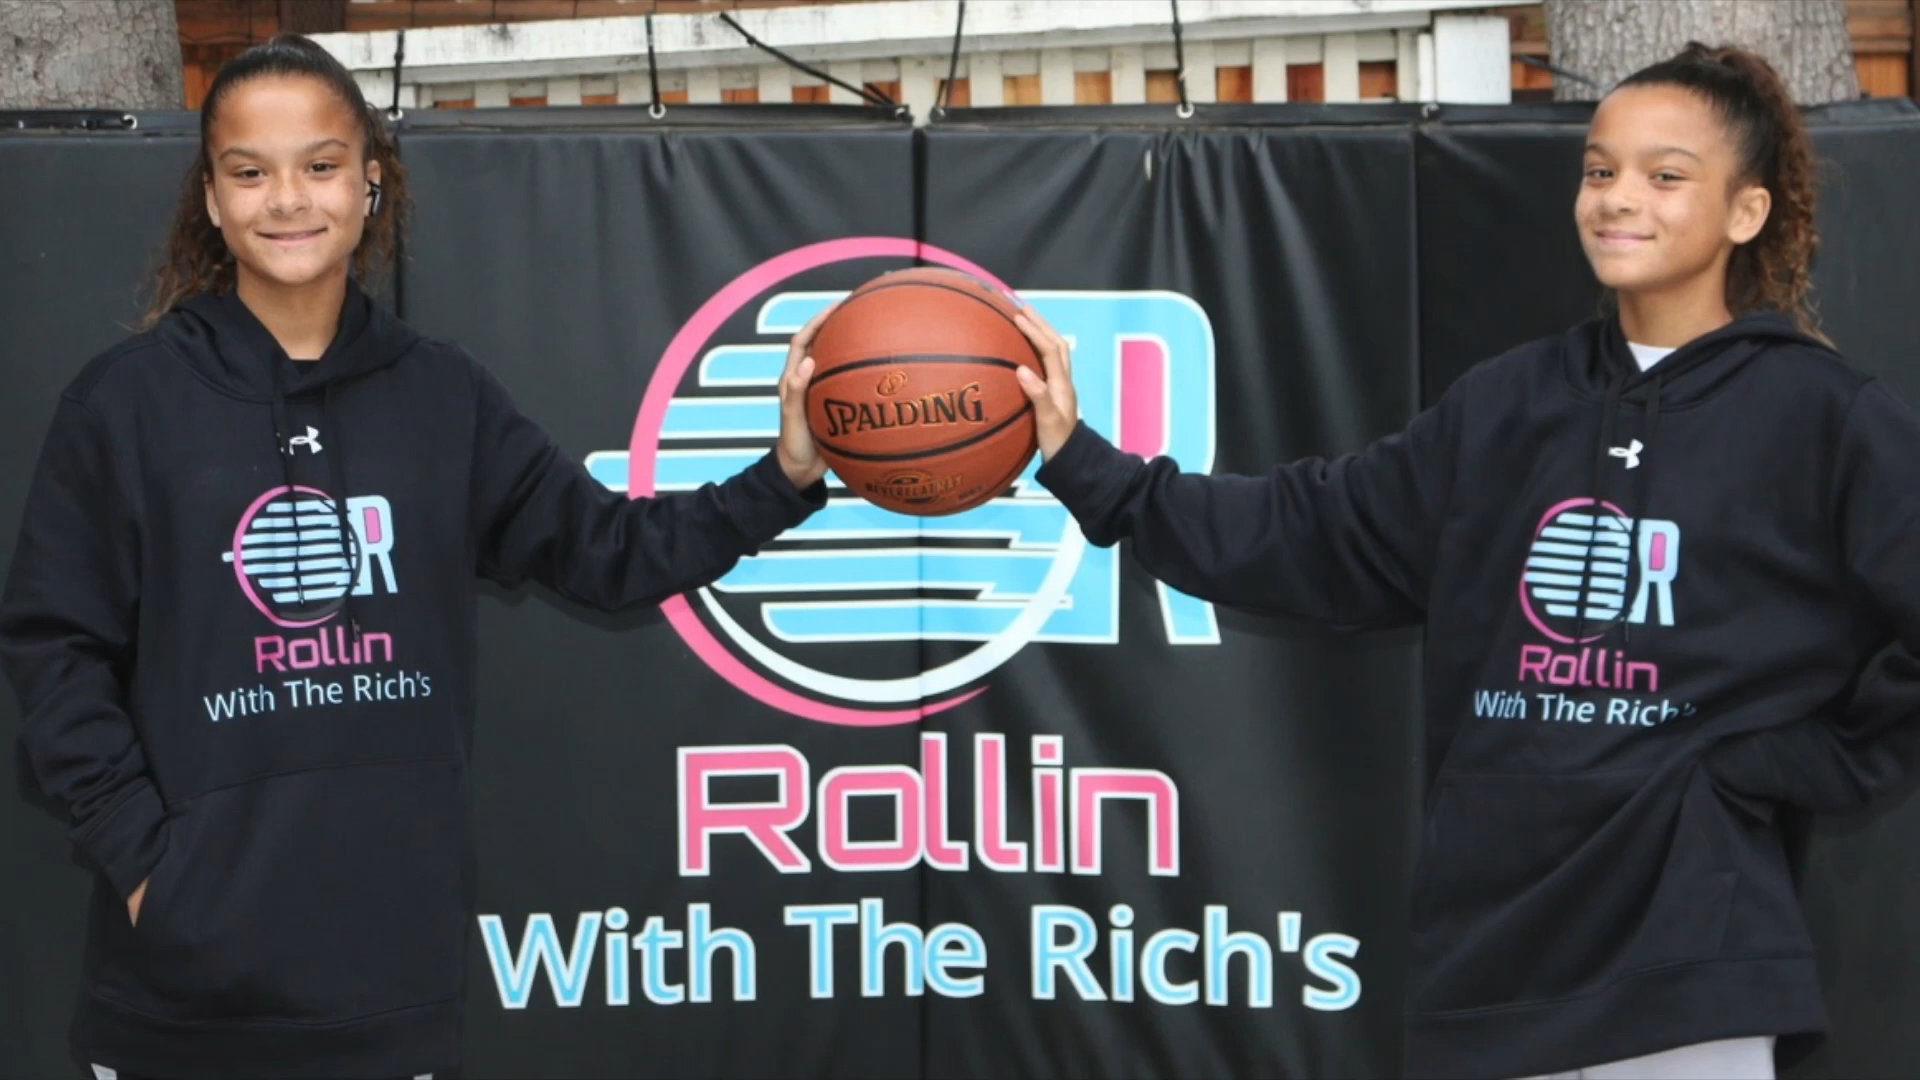 SPALDING
R
Rollin
With The Rich's
R
Rollin
With The Rich's
R
Rollin
With The Rich's